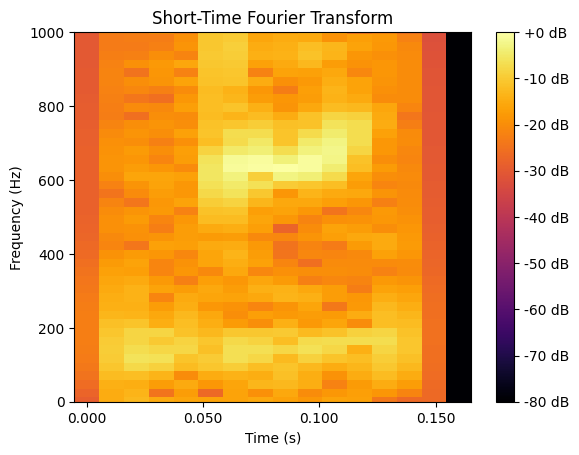 Short-Time Fourier Transform
Frequency (Hz)
1000
800
600
400
200
0
0.000
0.050
0.100
0.150
Time (s)
+0 dB
-10 dB
-20 dB
-30 dB
-40 dB
-50 dB
-60 dB
-70 dB
-80 dB